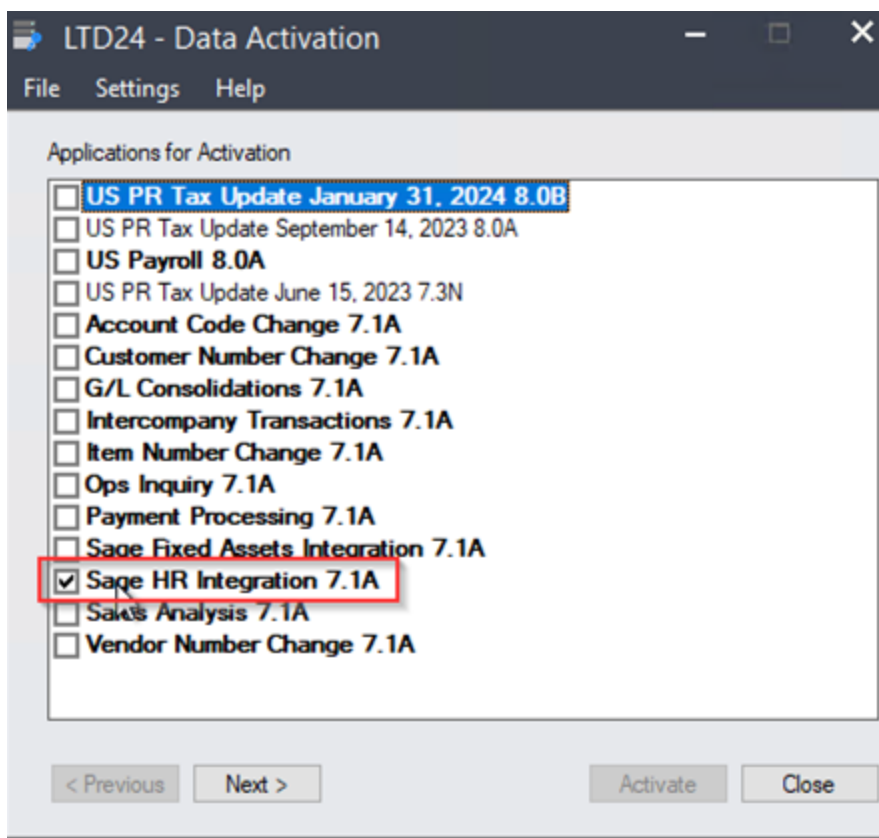 LTD24 - Data Activation
File Settings Help
Applications for Activation
US PR Tax Update January 31, 2024 8.0B
US PR Tax Update September 14, 2023 8.0A
US Payroll 8.0A
US PR Tax Update June 15, 2023 7.3N
Account Code Change 7.1A
Customer Number Change 7.1A
G/L Consolidations 7.1A
Intercompany Transactions 7.1A
Item Number Change 7.1A
Ops Inquiry 7.1A
Payment Processing 7.1A
Sage Fixed Assets Integration 7.1A
Sage HR Integration 7.1A
Sales Analysis 7.1A
Vendor Number Change 7.1A
< Previous Next > Activate Close